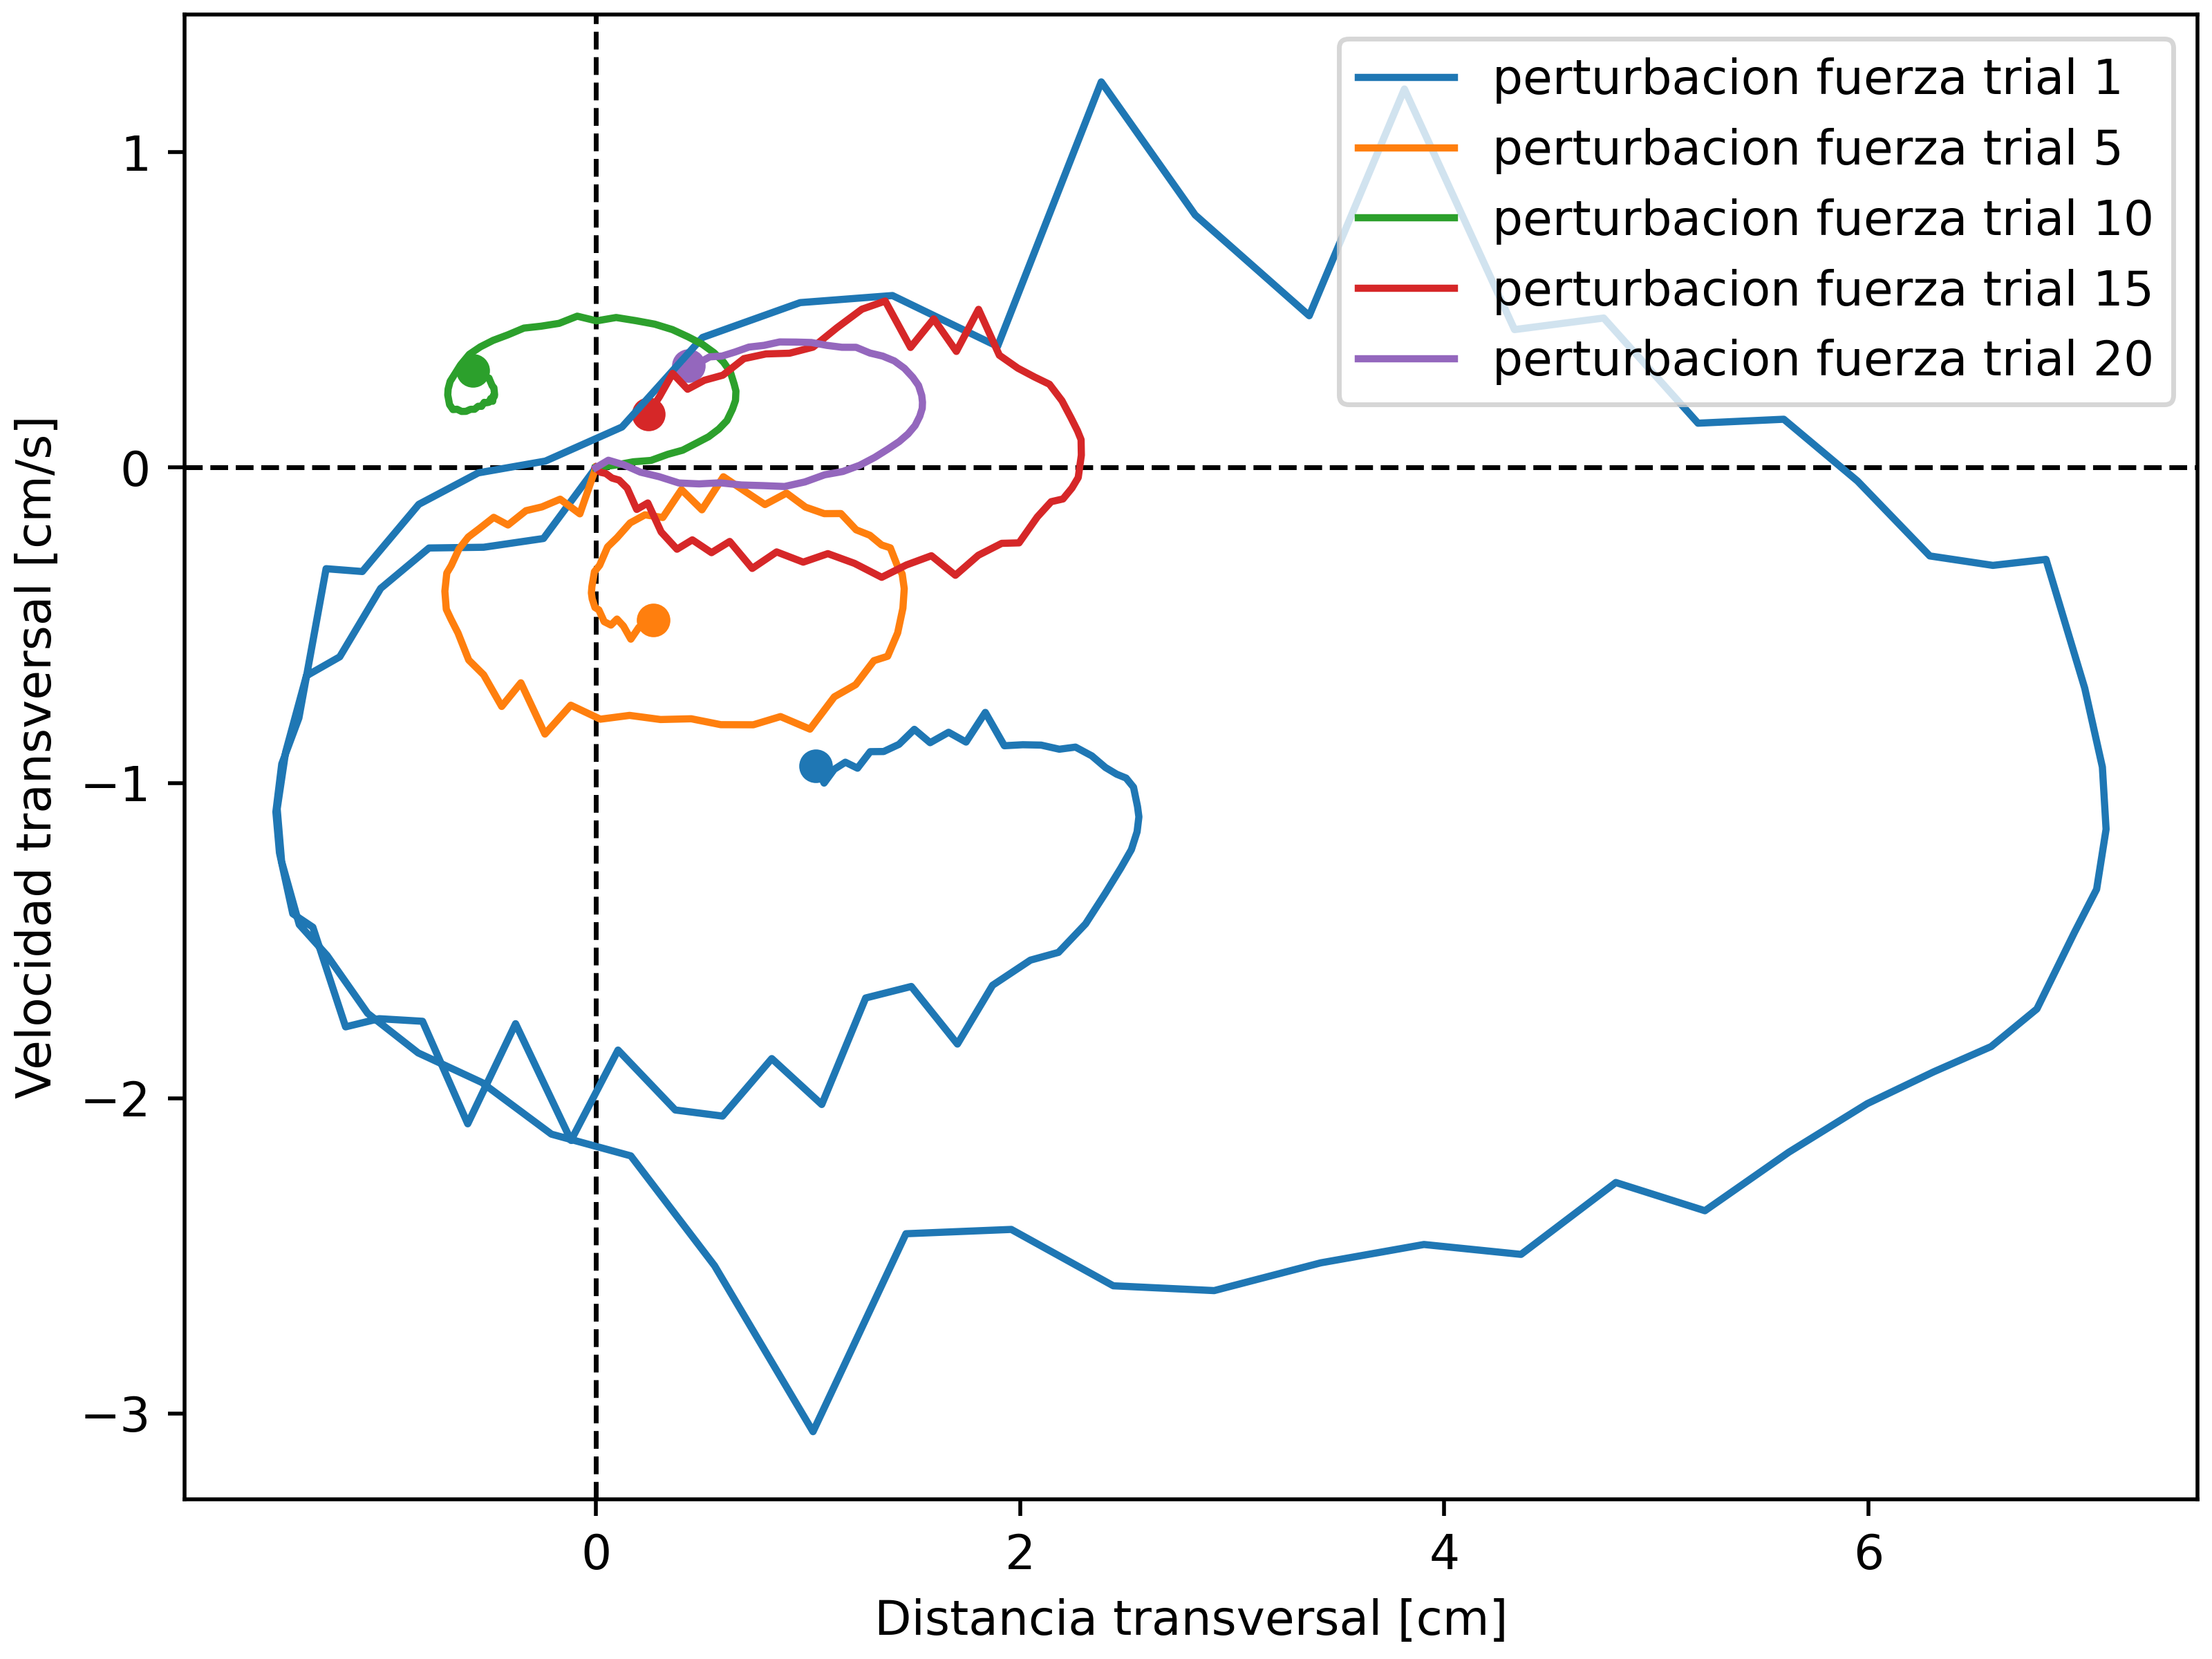 perturbacion fuerza trial 1
perturbacion fuerza trial 5
perturbacion fuerza trial 10
perturbacion fuerza trial 15
perturbacion fuerza trial 20
1
0
−1
−2
−3
Velocidad transversal [cm/s]
0 2 4 6
Distancia transversal [cm]